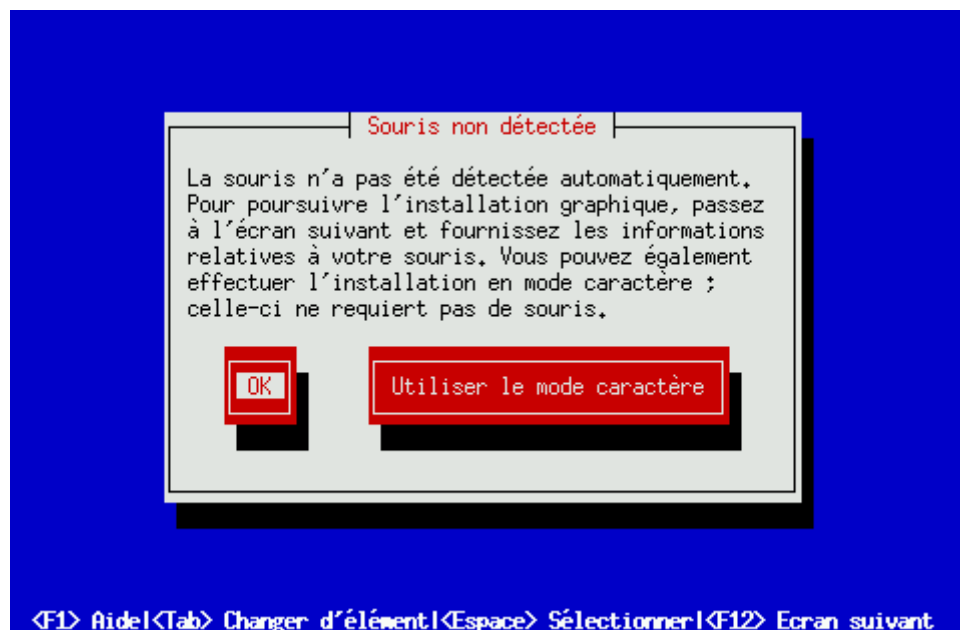 Souris non détectée
La souris n'a pas été détectée automatiquement.
Pour poursuivre l'installation graphique, passez
à l'écran suivant et fournissez les informations
relatives à votre souris. Vous pouvez également
effectuer l'installation en mode caractère ;
celle-ci ne requiert pas de souris.
OK
Utiliser le mode caractère
<F1> Aide|<Tab> Changer d'élément|<Espace> Sélectionner|<F12> Ecran suivant